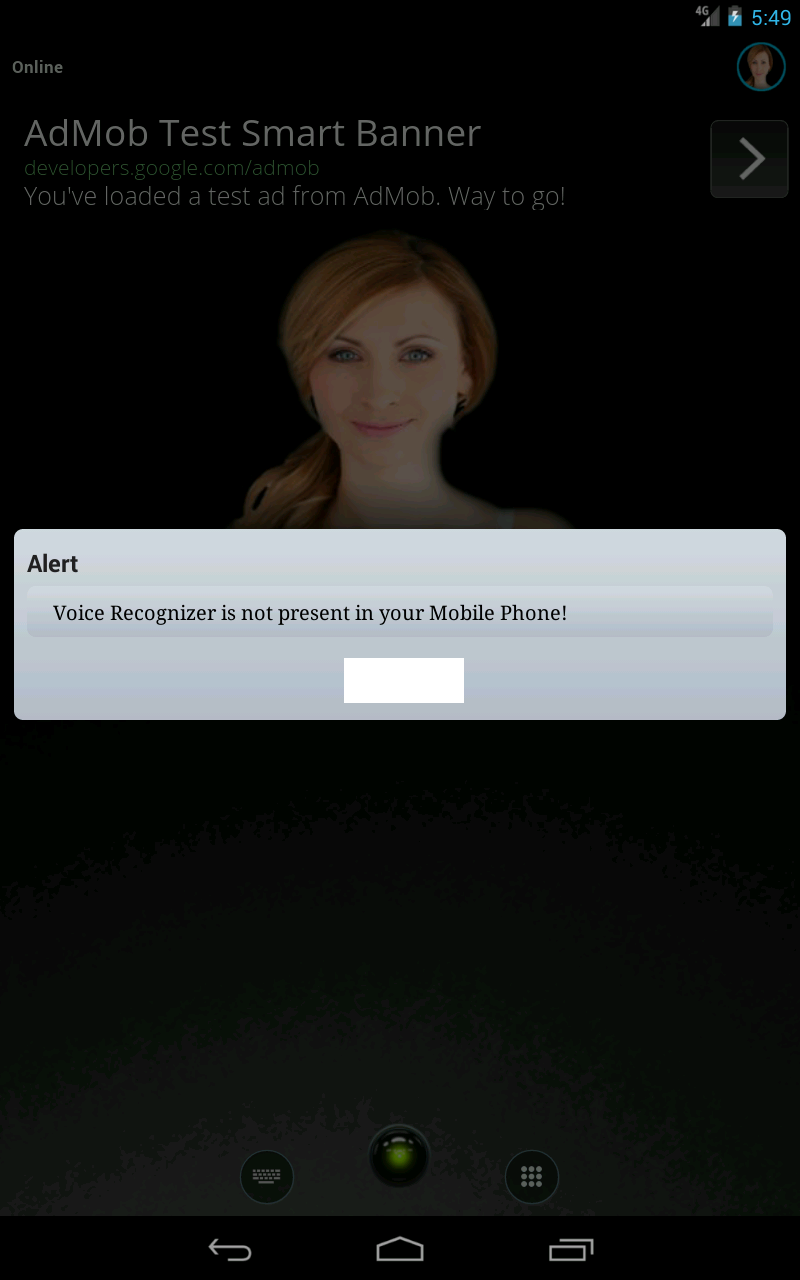 4G
5:49
Online
AdMob Test Smart Banner
developers.google.com/admob
You've loaded a test ad from AdMob. Way to go!
Alert
Voice Recognizer is not present in your Mobile Phone!